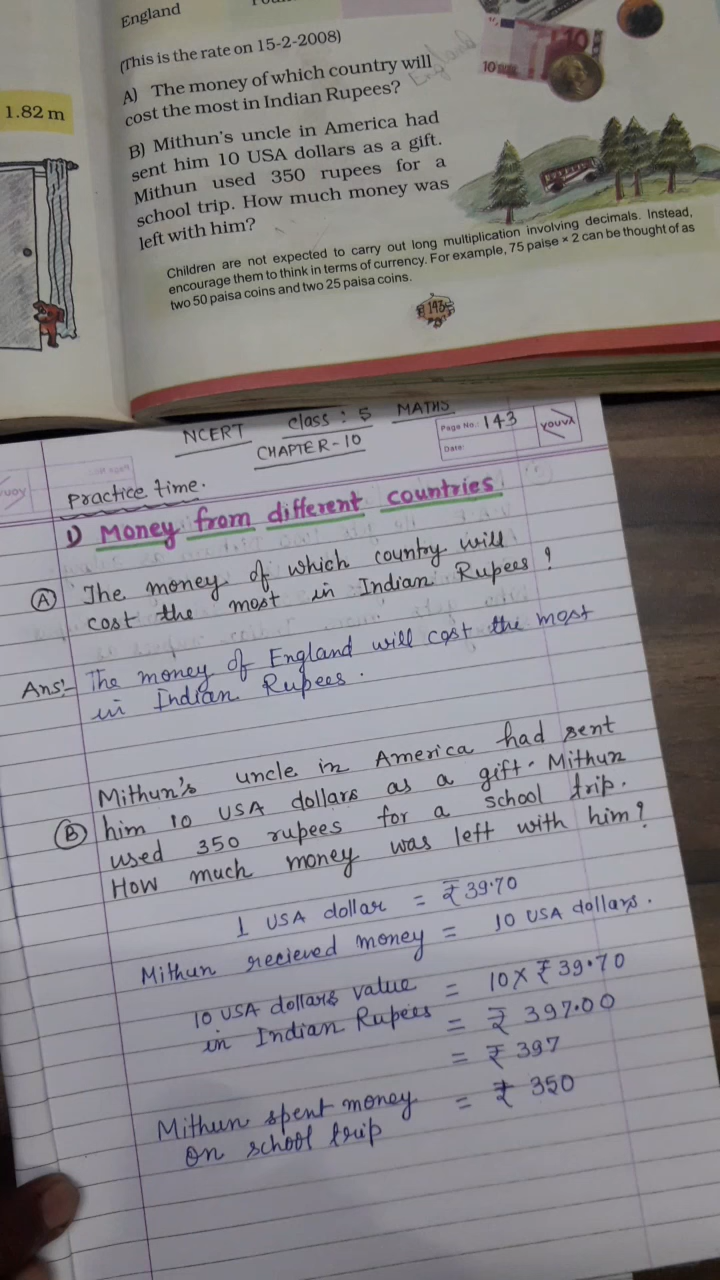 England
(This is the rate on 15-2-2008)
A) The money of which country will
cost the most in Indian Rupees?
England
B) Mithun's uncle in America had
sent him 10 USA dollars as a gift.
Mithun used 350 rupees for a
school trip. How much money was
left with him?
1.82 m
10
10 EURO
Children are not expected to carry out long multiplication involving decimals. Instead,
encourage them to think in terms of currency. For example, 75 paise × 2 can be thought of as
two 50 paisa coins and two 25 paisa coins.
143
NCERT class : 5 MATHS
CHAPTER-10
Page No.: 143
Date:
youva
Practice time.
1) Money from different countries
(A) The money of which country will
cost the most in Indian Rupees ?
Ans:- The money of England will cost the most
in Indian Rupees.
Mithun's uncle in America had sent
(B) him 10 USA dollars as a gift. Mithun
used 350 rupees for a school trip.
How much money was left with him?
1 USA dollar = ₹ 39.70
Mithun recieved money = 10 USA dollars.
10 USA dollars value = 10 × ₹ 39.70
in Indian Rupees = ₹ 397.00
= ₹ 397
Mithun spent money = ₹ 350
on school trip